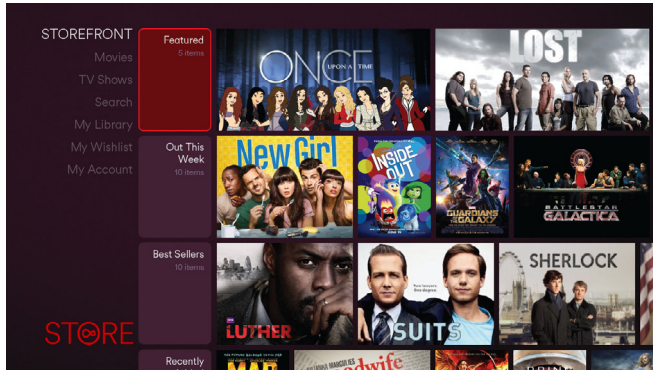 STOREFRONT
Movies
TV Shows
Search
My Library
My Wishlist
My Account
STORE
Featured
5 items
ONCE
UPON A TIME
LOST
Out This
Week
10 items
New Girl
INSIDE
OUT
GUARDIANS
OF THE
GALAXY
BATTLESTAR
GALACTICA
Best Sellers
10 items
LUTHER
SUITS
SHERLOCK
Recently